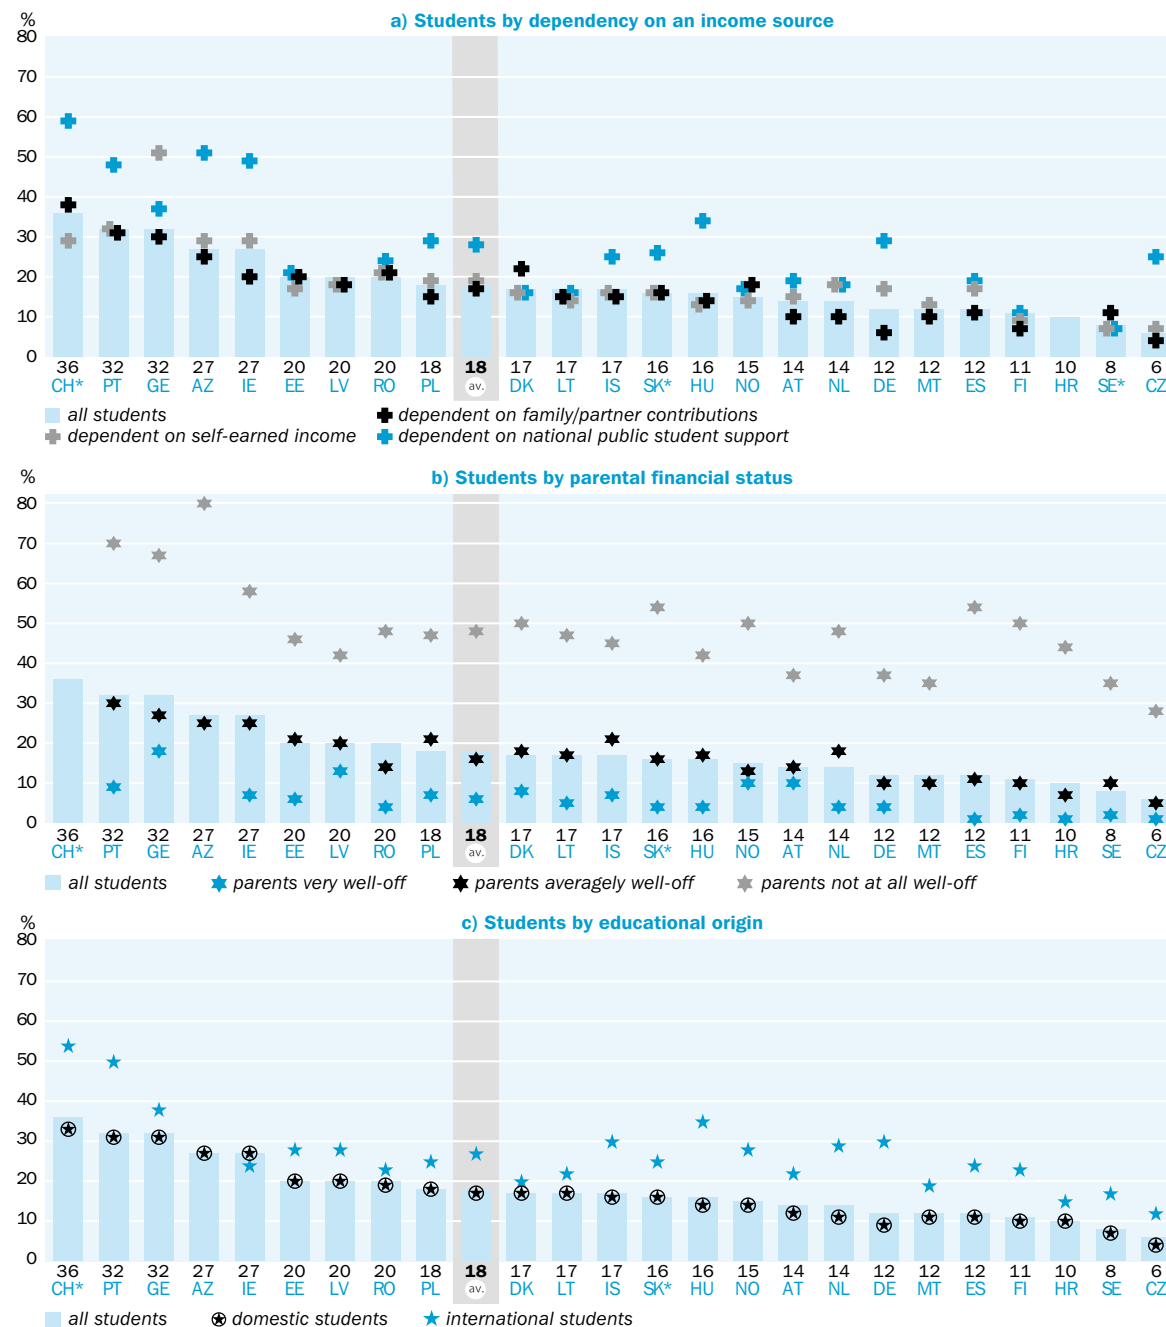 a) Students by dependency on an income source
%
80
70
60
50
40
30
20
10
0
36 32 32 27 27 20 20 20 18 18 17 17 17 16 16 15 14 14 12 12 12 11 10 8 6
CH* PT GE AZ IE EE LV RO PL av. DK LT IS SK* HU NO AT NL DE MT ES FI HR SE* CZ
all students dependent on family/partner contributions
dependent on self-earned income dependent on national public student support
b) Students by parental financial status
%
80
70
60
50
40
30
20
10
0
36 32 32 27 27 20 20 20 18 18 17 17 17 16 16 15 14 14 12 12 12 11 10 8 6
CH* PT GE AZ IE EE LV RO PL av. DK LT IS SK* HU NO AT NL DE MT ES FI HR SE CZ
all students parents very well-off parents averagely well-off parents not at all well-off
c) Students by educational origin
%
80
70
60
50
40
30
20
10
0
36 32 32 27 27 20 20 20 18 18 17 17 17 16 16 15 14 14 12 12 12 11 10 8 6
CH* PT GE AZ IE EE LV RO PL av. DK LT IS SK* HU NO AT NL DE MT ES FI HR SE CZ
all students domestic students international students